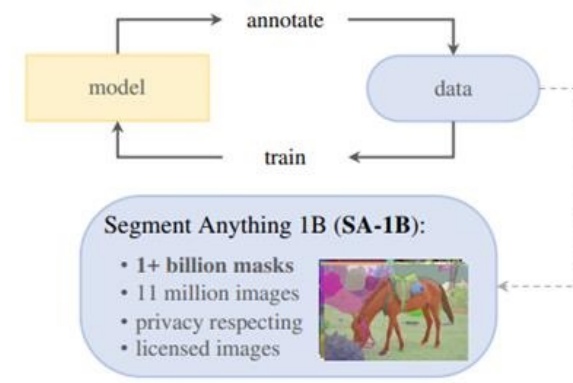 annotate
model
data
train
Segment Anything 1B (SA-1B):
• 1+ billion masks
• 11 million images
• privacy respecting
• licensed images